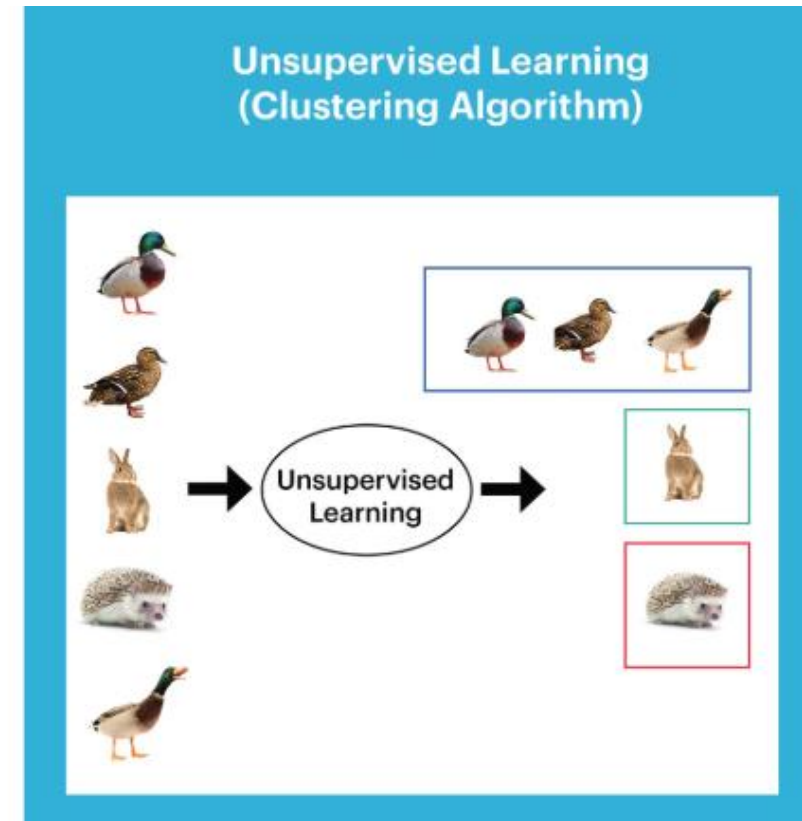 Unsupervised Learning
(Clustering Algorithm)
Unsupervised
Learning